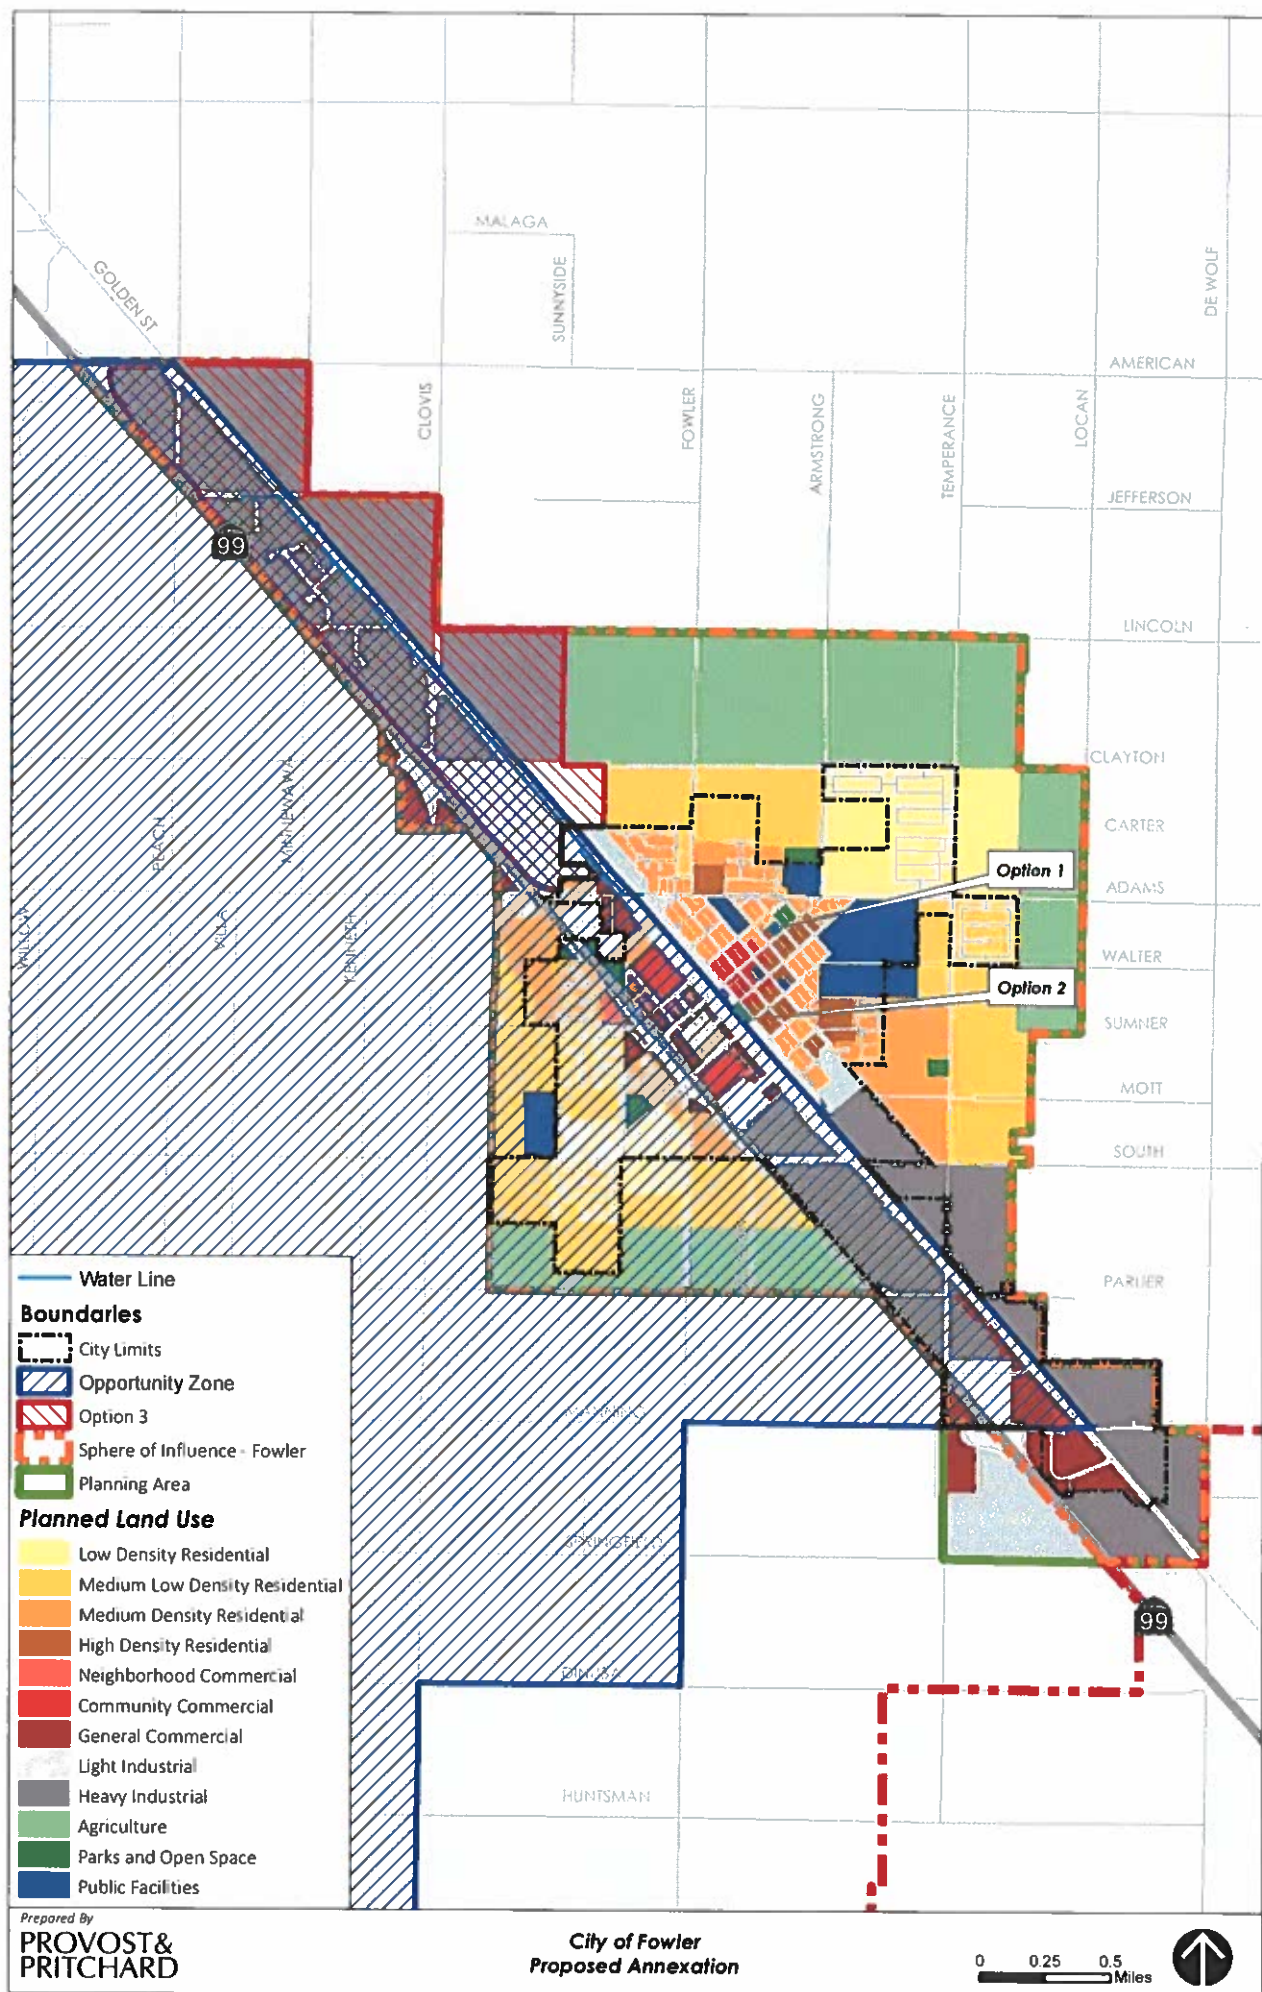 MALAGA
SUNNYSIDE
GOLDEN ST
DE WOLF
AMERICAN
CLOVIS
FOWLER
ARMSTRONG
TEMPERANCE
LOCAN
JEFFERSON
99
LINCOLN
CLAYTON
PEACH
MINNEWAWA
CARTER
Option 1
ADAMS
WILLOW
VILLA
KENNETH
WALTER
Option 2
SUMNER
MOTT
SOUTH
PARLIER
MANNING
SPRINGFIELD
99
DINUBA
HUNTSMAN
Water Line
Boundaries
City Limits
Opportunity Zone
Option 3
Sphere of Influence - Fowler
Planning Area
Planned Land Use
Low Density Residential
Medium Low Density Residential
Medium Density Residential
High Density Residential
Neighborhood Commercial
Community Commercial
General Commercial
Light Industrial
Heavy Industrial
Agriculture
Parks and Open Space
Public Facilities
Prepared By
PROVOST&
PRITCHARD
City of Fowler
Proposed Annexation
0 0.25 0.5
Miles